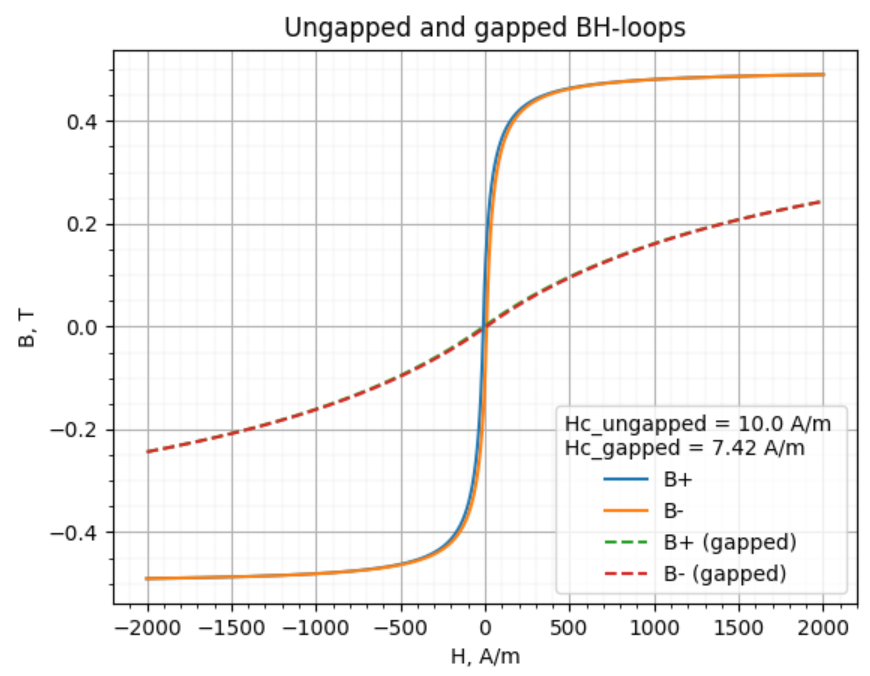 Ungapped and gapped BH-loops
B, T
0.4
0.2
0.0
−0.2
−0.4
Hc_ungapped = 10.0 A/m
Hc_gapped = 7.42 A/m
B+
B-
B+ (gapped)
B- (gapped)
−2000 −1500 −1000 −500 0 500 1000 1500 2000
H, A/m